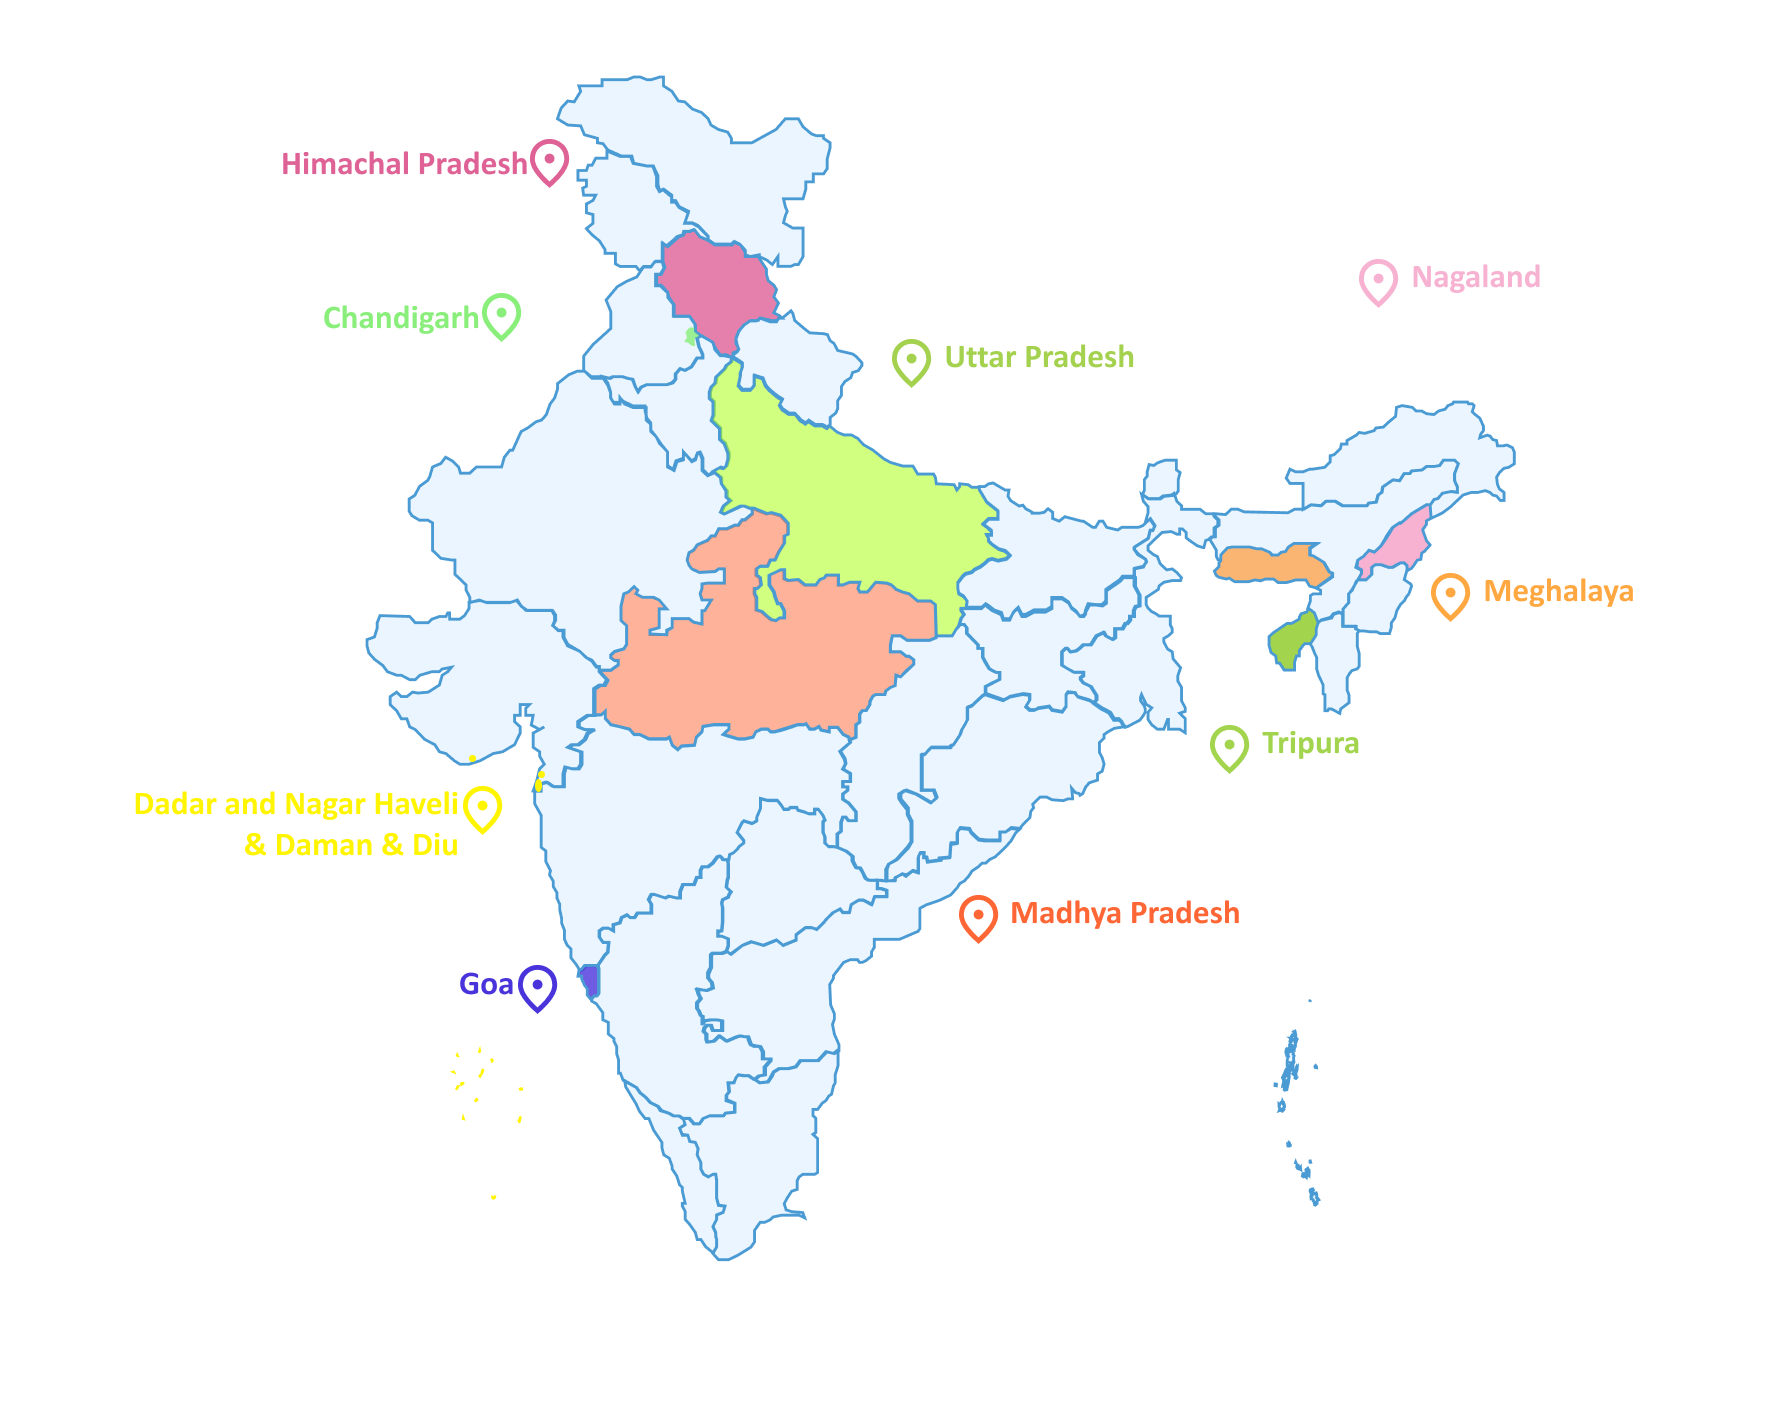 Himachal Pradesh
Nagaland
Chandigarh
Uttar Pradesh
Meghalaya
Tripura
Dadar and Nagar Haveli
& Daman & Diu
Madhya Pradesh
Goa